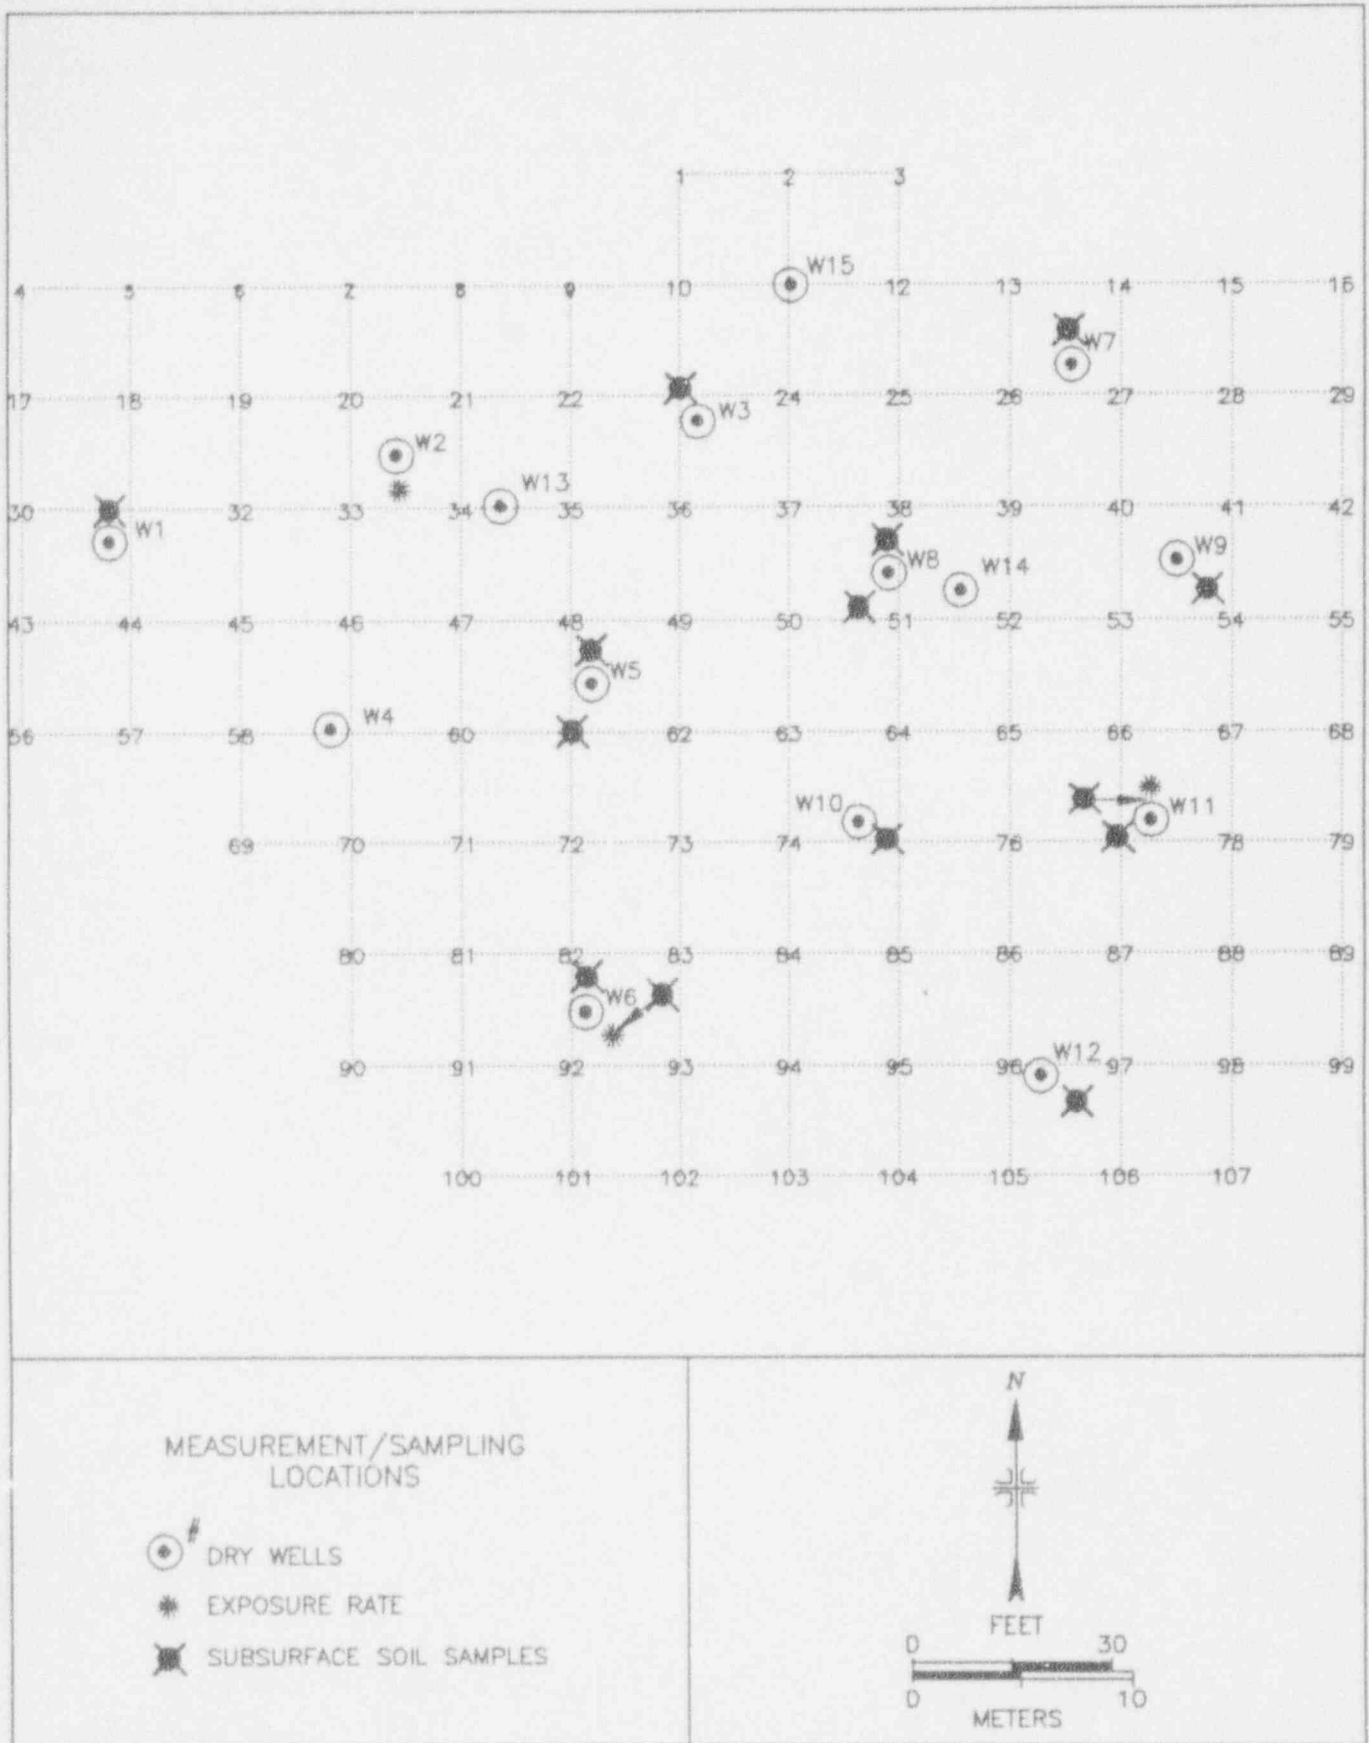 1 2 3
W15
4 5 6 7 8 9 10 12 13 14 15 16
W7
17 18 19 20 21 22 24 25 26 27 28 29
W3
W2
W13
30 32 33 34 35 36 37 38 39 40 41 42
W1
W8 W14 W9
43 44 45 46 47 48 49 50 51 52 53 54 55
W5
W4
56 57 58 60 62 63 64 65 66 67 68
W10 W11
69 70 71 72 73 74 76 78 79
80 81 82 83 84 85 86 87 88 89
W6
W12
90 91 92 93 94 95 96 97 98 99
100 101 102 103 104 105 106 107
MEASUREMENT/SAMPLING
LOCATIONS
#
DRY WELLS
EXPOSURE RATE
SUBSURFACE SOIL SAMPLES
N
FEET
0 30
0 10
METERS